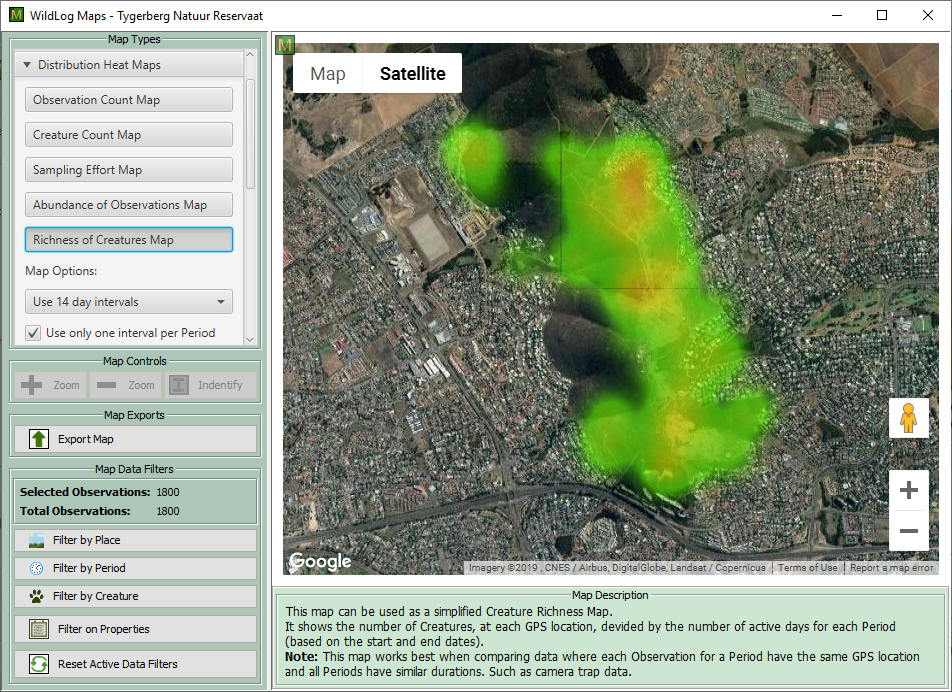 WildLog Maps - Tygerberg Natuur Reservaat
Map Types
Distribution Heat Maps
Observation Count Map
Creature Count Map
Sampling Effort Map
Abundance of Observations Map
Richness of Creatures Map
Map Options:
Use 14 day intervals
Use only one interval per Period
Map Controls
Zoom
Zoom
Indentify
Map Exports
Export Map
Map Data Filters
Selected Observations: 1800
Total Observations: 1800
Filter by Place
Filter by Period
Filter by Creature
Filter on Properties
Reset Active Data Filters
M
Map Satellite
Google
Imagery ©2019 , CNES / Airbus, DigitalGlobe, Landsat / Copernicus Terms of Use Report a map error
Map Description
This map can be used as a simplified Creature Richness Map.
It shows the number of Creatures, at each GPS location, devided by the number of active days for each Period
(based on the start and end dates).
Note: This map works best when comparing data where each Observation for a Period have the same GPS location
and all Periods have similar durations. Such as camera trap data.